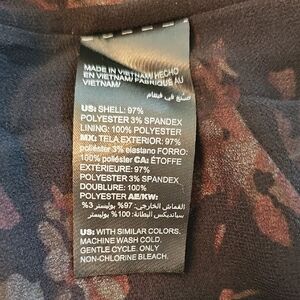 MADE IN VIETNAM/ HECHO
EN VIETNAM/ FABRIQUÉ AU
VIETNAM/
صنع في فيتنام
US: SHELL: 97%
POLYESTER 3% SPANDEX
LINING: 100% POLYESTER
MX: TELA EXTERIOR: 97%
poliéster 3% elastano FORRO:
100% poliéster CA: ÉTOFFE
EXTÉRIEURE: 97%
POLYESTER 3% SPANDEX
DOUBLURE: 100%
POLYESTER AE/KW:
القماش الخارجي: 97% بوليستر 3%
سبانديكس البطانة: 100% بوليستر
US: WITH SIMILAR COLORS.
MACHINE WASH COLD,
GENTLE CYCLE. ONLY
NON-CHLORINE BLEACH.